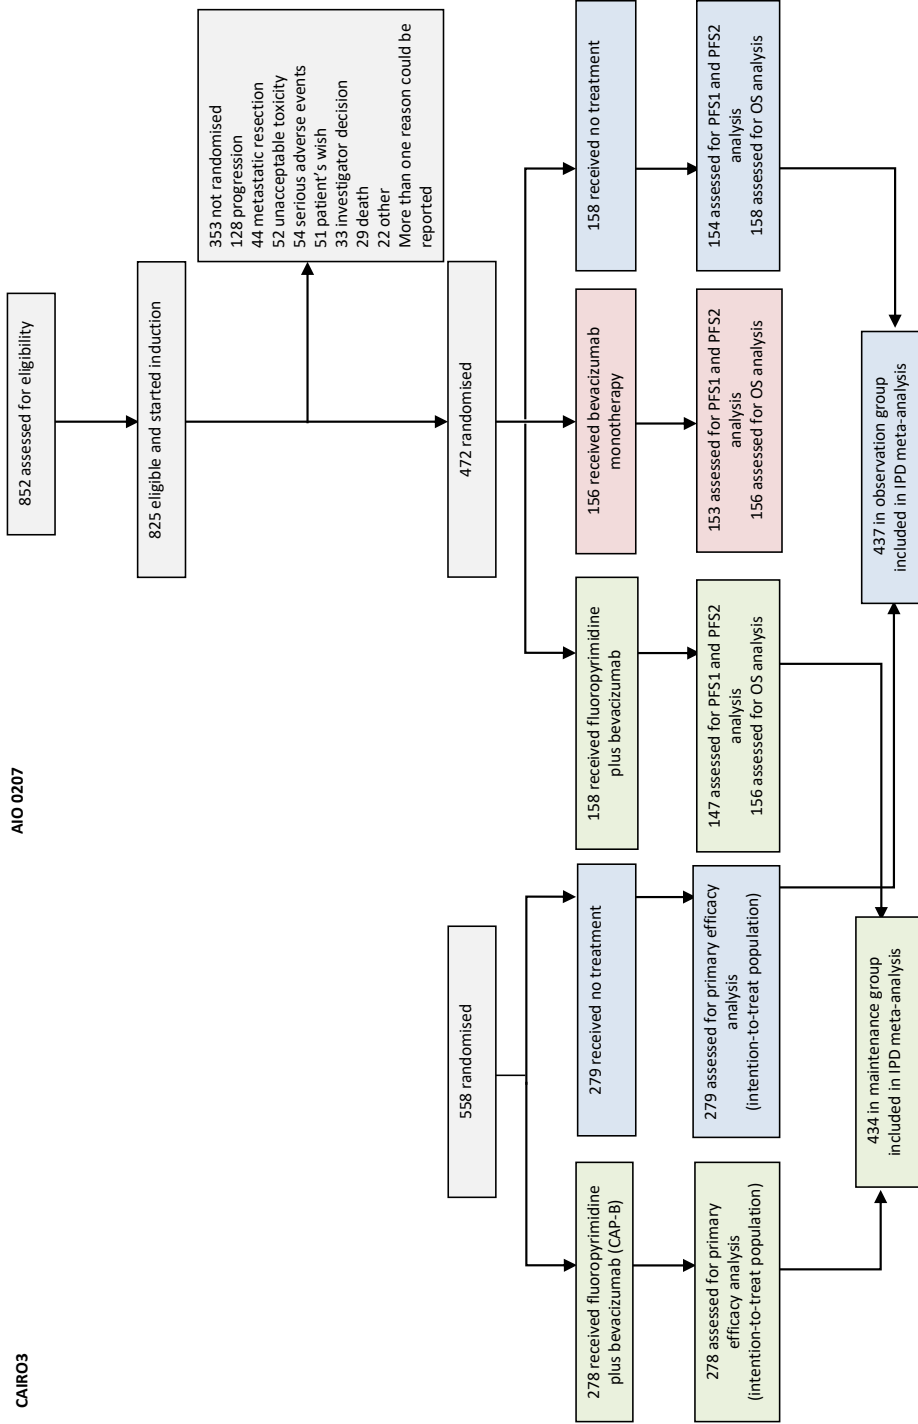 CAIRO3
AIO 0207
852 assessed for eligibility
825 eligible and started induction
353 not randomised
128 progression
44 metastatic resection
52 unacceptable toxicity
54 serious adverse events
51 patient’s wish
33 investigator decision
29 death
22 other
More than one reason could be
reported
558 randomised
472 randomised
278 received fluoropyrimidine
plus bevacizumab (CAP-B)
279 received no treatment
158 received fluoropyrimidine
plus bevacizumab
156 received bevacizumab
monotherapy
158 received no treatment
278 assessed for primary
efficacy analysis
(intention-to-treat population)
279 assessed for primary efficacy
analysis
(intention-to-treat population)
147 assessed for PFS1 and PFS2
analysis
156 assessed for OS analysis
153 assessed for PFS1 and PFS2
analysis
156 assessed for OS analysis
154 assessed for PFS1 and PFS2
analysis
158 assessed for OS analysis
434 in maintenance group
included in IPD meta-analysis
437 in observation group
included in IPD meta-analysis